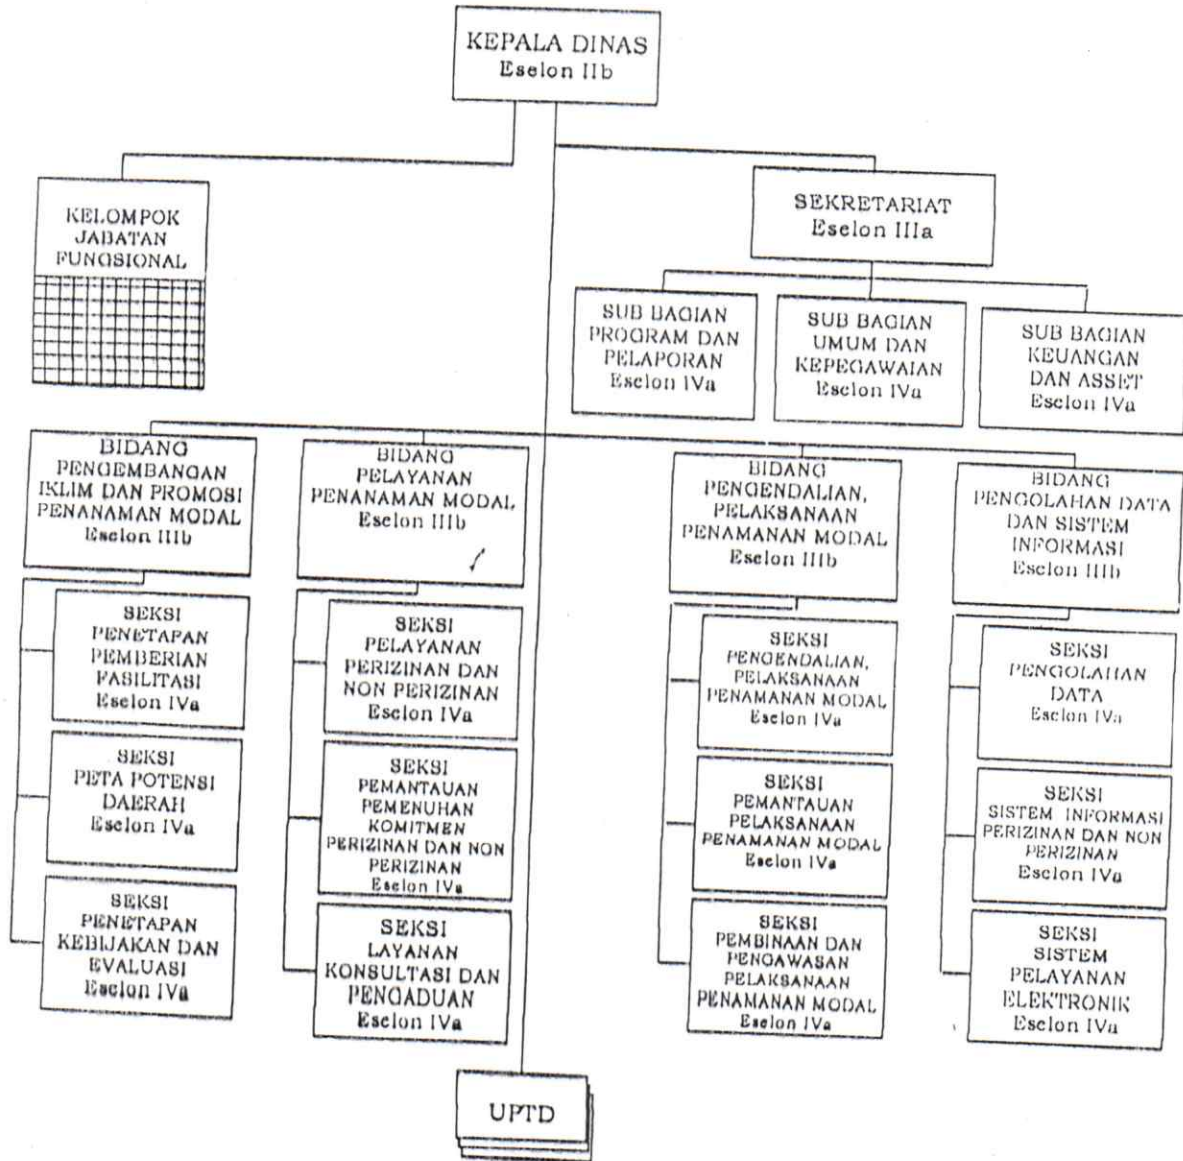 KEPALA DINAS
Eselon IIb
KELOMPOK
JABATAN
FUNGSIONAL
SEKRETARIAT
Eselon IIIa
SUB BAGIAN
PROGRAM DAN
PELAPORAN
Eselon IVa
SUB BAGIAN
UMUM DAN
KEPEGAWAIAN
Eselon IVa
SUB BAGIAN
KEUANGAN
DAN ASSET
Eselon IVa
BIDANG
PENGEMBANGAN
IKLIM DAN PROMOSI
PENANAMAN MODAL
Eselon IIIb
BIDANG
PELAYANAN
PENANAMAN MODAL
Eselon IIIb
BIDANG
PENGENDALIAN,
PELAKSANAAN
PENAMANAN MODAL
Eselon IIIb
BIDANG
PENGOLAHAN DATA
DAN SISTEM
INFORMASI
Eselon IIIb
SEKSI
PENETAPAN
PEMBERIAN
FASILITASI
Eselon IVa
SEKSI
PETA POTENSI
DAERAH
Eselon IVa
SEKSI
PENETAPAN
KEBIJAKAN DAN
EVALUASI
Eselon IVa
SEKSI
PELAYANAN
PERIZINAN DAN
NON PERIZINAN
Eselon IVa
SEKSI
PEMANTAUAN
PEMENUHAN
KOMITMEN
PERIZINAN DAN NON
PERIZINAN
Eselon IVa
SEKSI
LAYANAN
KONSULTASI DAN
PENGADUAN
Eselon IVa
SEKSI
PENGENDALIAN,
PELAKSANAAN
PENAMANAN MODAL
Eselon IVa
SEKSI
PEMANTAUAN
PELAKSANAAN
PENAMANAN MODAL
Eselon IVa
SEKSI
PEMBINAAN DAN
PENGAWASAN
PELAKSANAAN
PENAMANAN MODAL
Eselon IVa
SEKSI
PENGOLAHAN
DATA
Eselon IVa
SEKSI
SISTEM INFORMASI
PERIZINAN DAN NON
PERIZINAN
Eselon IVa
SEKSI
SISTEM
PELAYANAN
ELEKTRONIK
Eselon IVa
UPTD